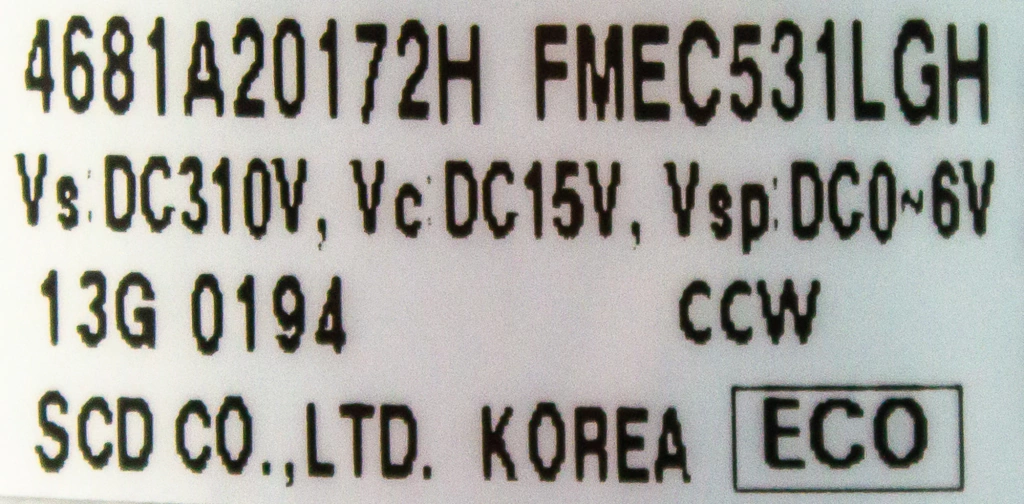 4681A20172H FMEC531LGH
Vs:DC310V, Vc:DC15V, Vsp:DC0~6V
13G 0194 CCW
SCD CO.,LTD. KOREA ECO